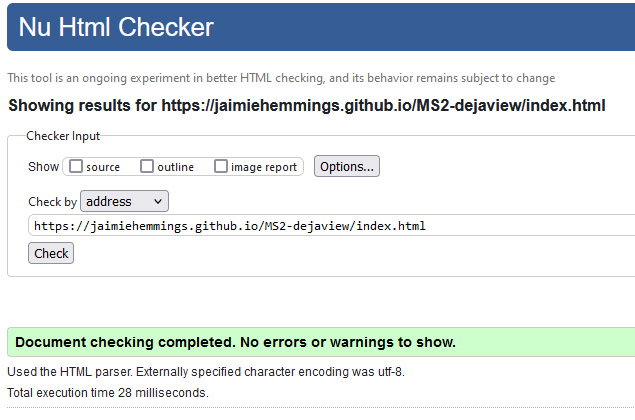 Nu Html Checker
This tool is an ongoing experiment in better HTML checking, and its behavior remains subject to change
Showing results for https://jaimiehemmings.github.io/MS2-dejaview/index.html
Checker Input
Show source outline image report Options...
Check by address
https://jaimiehemmings.github.io/MS2-dejaview/index.html
Check
Document checking completed. No errors or warnings to show.
Used the HTML parser. Externally specified character encoding was utf-8.
Total execution time 28 milliseconds.